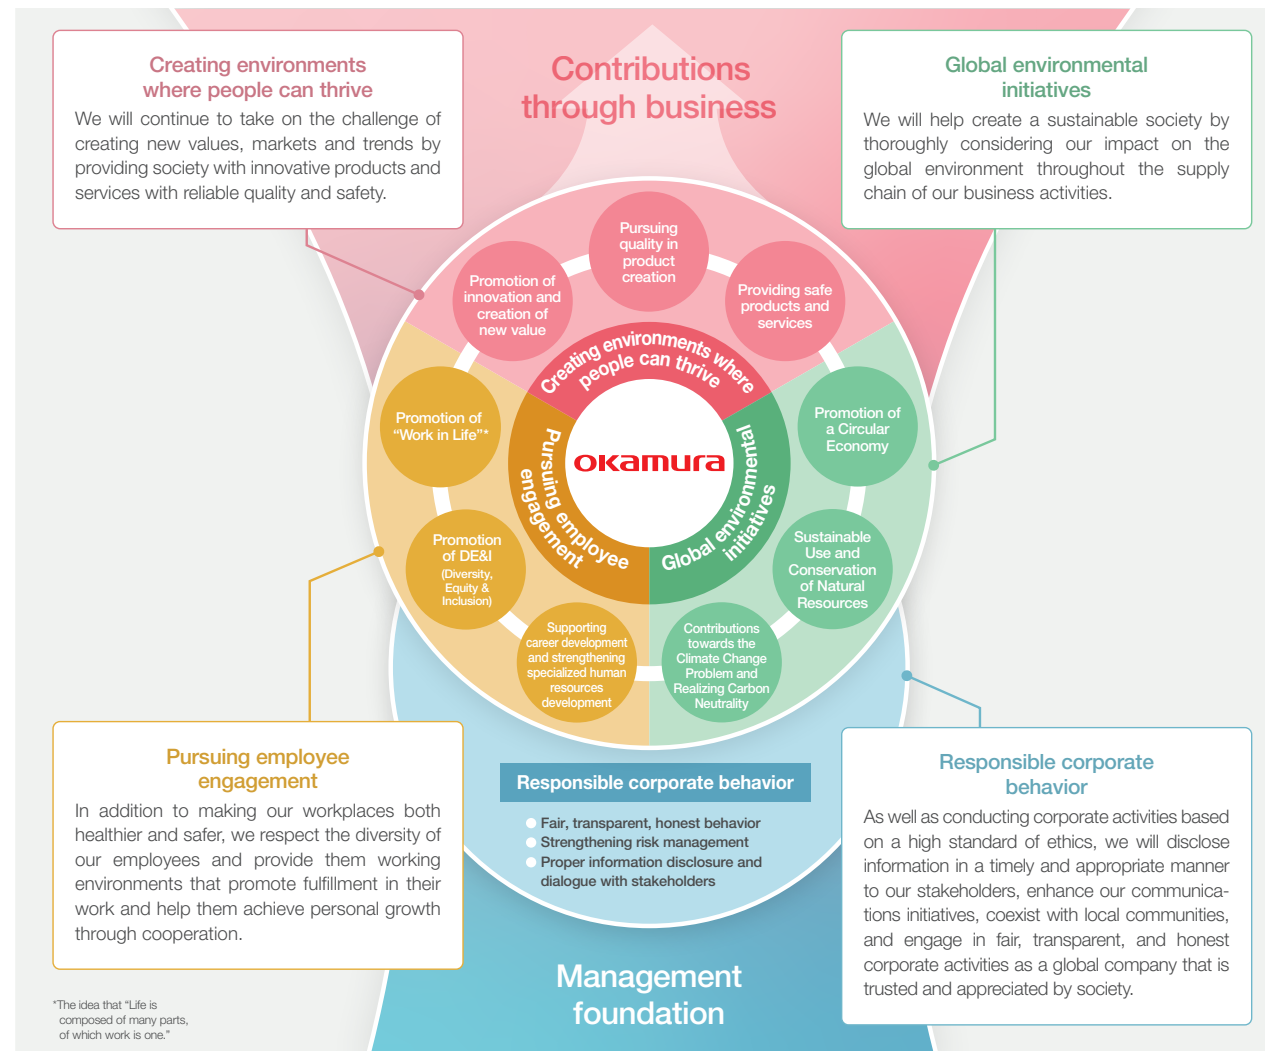 Creating environments
where people can thrive
We will continue to take on the challenge of
creating new values, markets and trends by
providing society with innovative products and
services with reliable quality and safety.
Contributions
through business
Global environmental
initiatives
We will help create a sustainable society by
thoroughly considering our impact on the
global environment throughout the supply
chain of our business activities.
Pursuing
quality in
product
creation
Promotion of
innovation and
creation of
new value
Providing safe
products and
services
Creating environments where
people can thrive
Promotion of
“Work in Life”*
Promotion of
a Circular
Economy
okamura
Pursuing employee
engagement
Global environmental
initiatives
Promotion
of DE&I
(Diversity,
Equity &
Inclusion)
Sustainable
Use and
Conservation
of Natural
Resources
Supporting
career development
and strengthening
specialized human
resources
development
Contributions
towards the
Climate Change
Problem and
Realizing Carbon
Neutrality
Pursuing employee
engagement
In addition to making our workplaces both
healthier and safer, we respect the diversity of
our employees and provide them working
environments that promote fulfillment in their
work and help them achieve personal growth
through cooperation.
Responsible corporate behavior
Fair, transparent, honest behavior
Strengthening risk management
Proper information disclosure and
dialogue with stakeholders
Responsible corporate
behavior
As well as conducting corporate activities based
on a high standard of ethics, we will disclose
information in a timely and appropriate manner
to our stakeholders, enhance our communica-
tions initiatives, coexist with local communities,
and engage in fair, transparent, and honest
corporate activities as a global company that is
trusted and appreciated by society.
Management
foundation
*The idea that “Life is
composed of many parts,
of which work is one.”